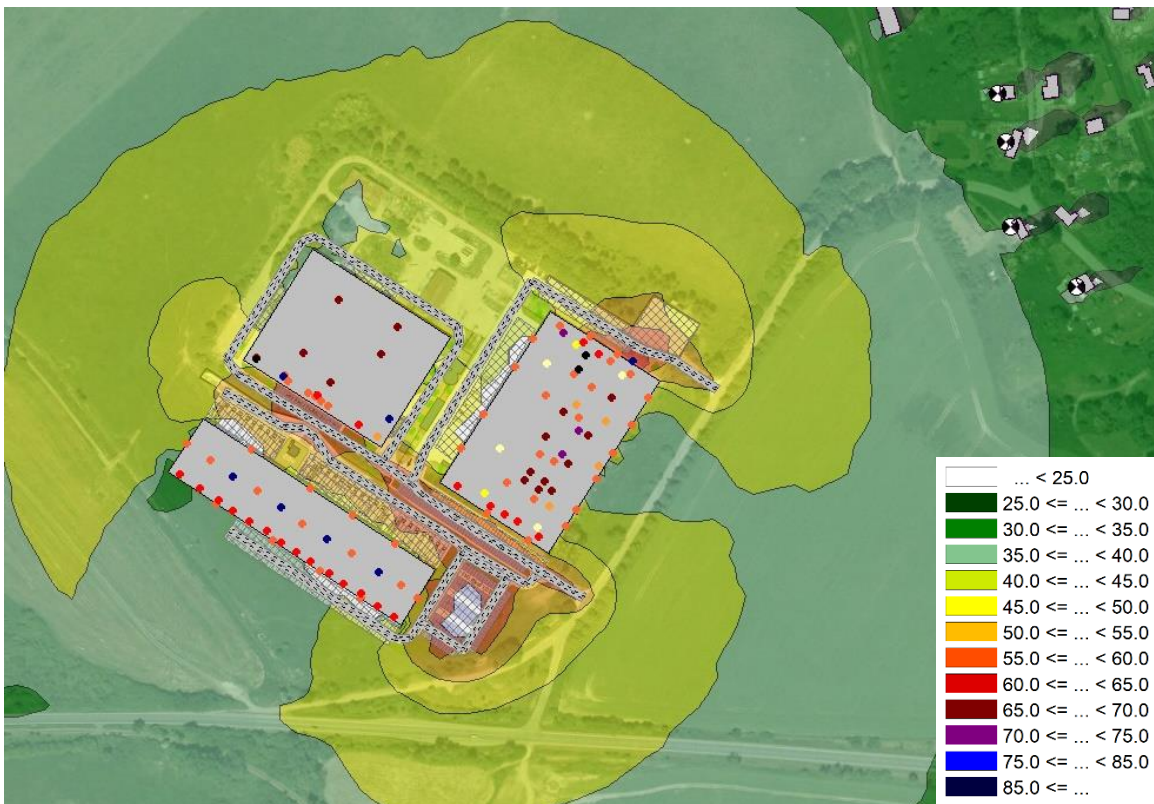 ... < 25.0
25.0 <= ... < 30.0
30.0 <= ... < 35.0
35.0 <= ... < 40.0
40.0 <= ... < 45.0
45.0 <= ... < 50.0
50.0 <= ... < 55.0
55.0 <= ... < 60.0
60.0 <= ... < 65.0
65.0 <= ... < 70.0
70.0 <= ... < 75.0
75.0 <= ... < 85.0
85.0 <= ...